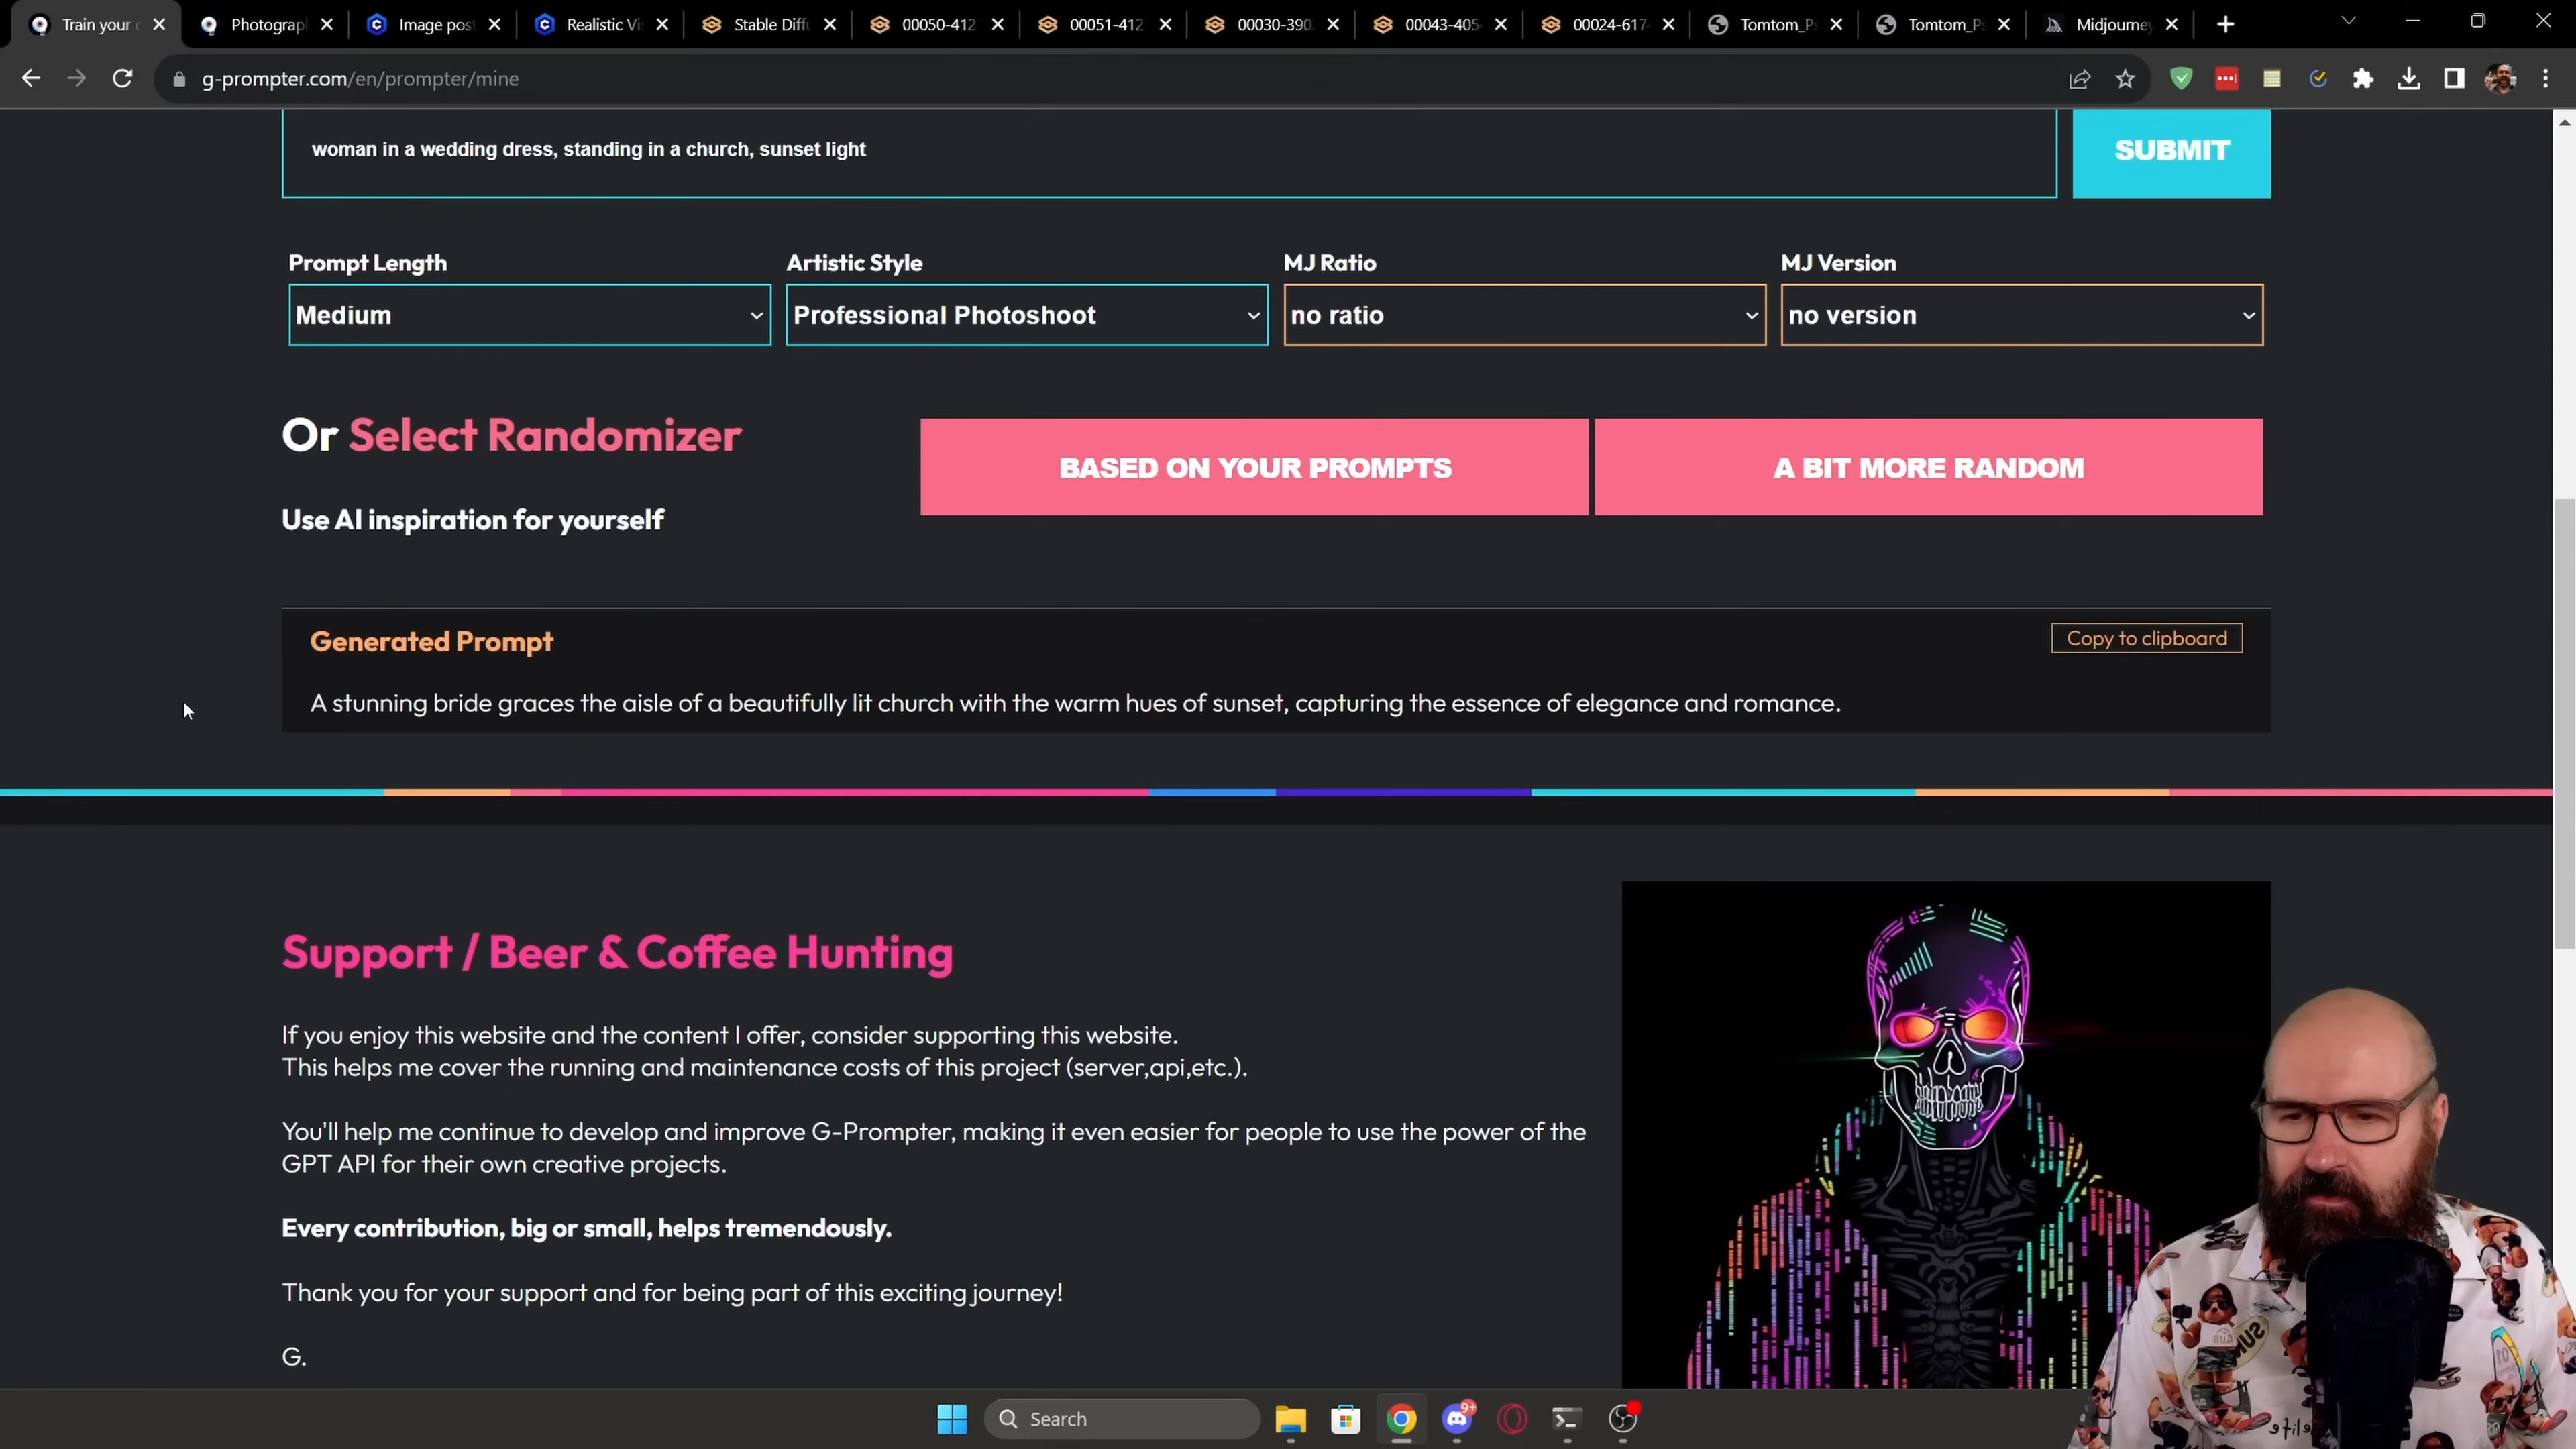 Train your
Photograp
Image post
Realistic Vi
Stable Diff
00050-412
00051-412
00030-390
00043-405
00024-617
Tomtom_P
Tomtom_P
Midjourney
g-prompter.com/en/prompter/mine
woman in a wedding dress, standing in a church, sunset light
SUBMIT
Prompt Length
Artistic Style
MJ Ratio
MJ Version
Medium
Professional Photoshoot
no ratio
no version
Or Select Randomizer
BASED ON YOUR PROMPTS
A BIT MORE RANDOM
Use AI inspiration for yourself
Generated Prompt
Copy to clipboard
A stunning bride graces the aisle of a beautifully lit church with the warm hues of sunset, capturing the essence of elegance and romance.
Support / Beer & Coffee Hunting
If you enjoy this website and the content I offer, consider supporting this website.
This helps me cover the running and maintenance costs of this project (server,api,etc.).
You'll help me continue to develop and improve G-Prompter, making it even easier for people to use the power of the
GPT API for their own creative projects.
Every contribution, big or small, helps tremendously.
Thank you for your support and for being part of this exciting journey!
G.
Search
9+